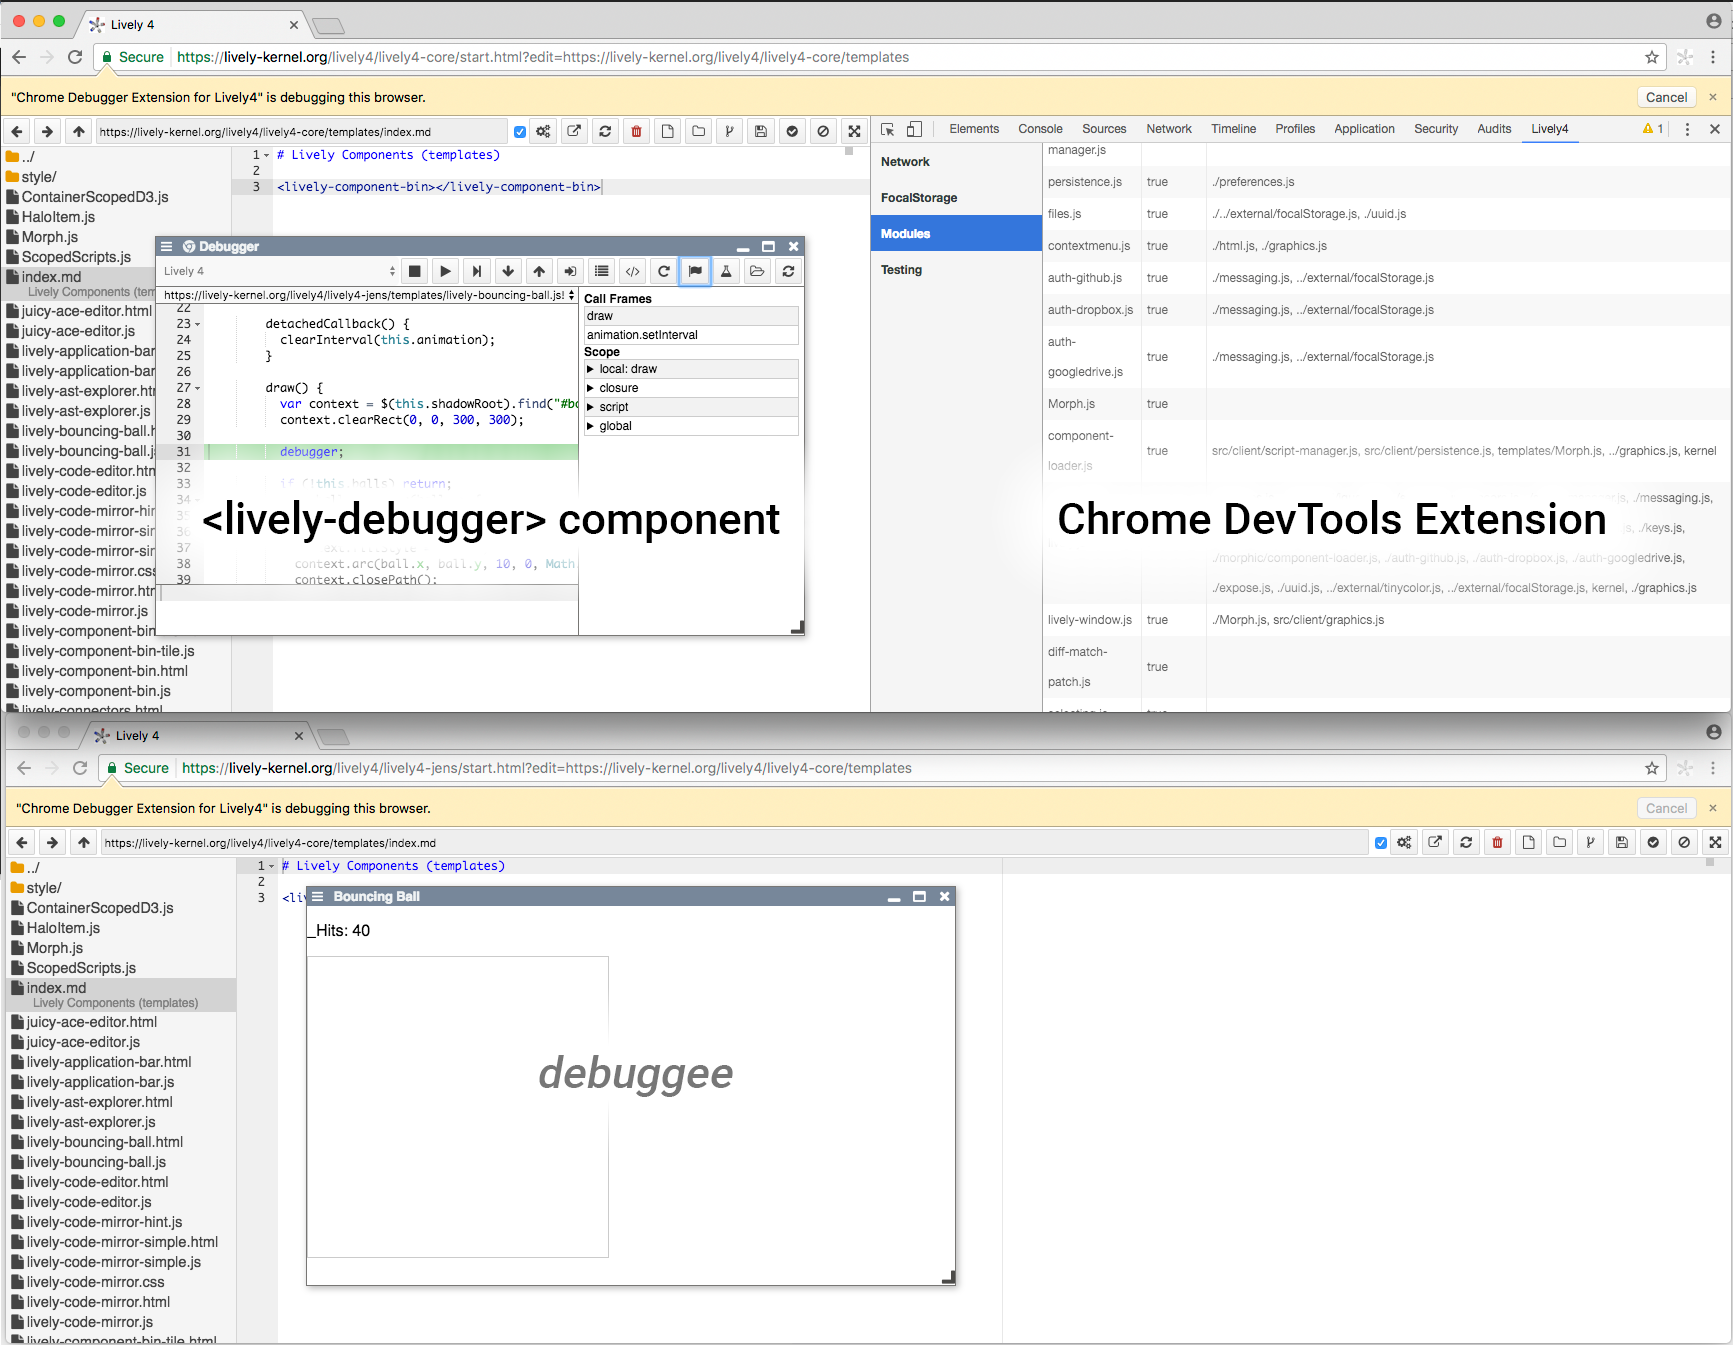 Lively 4
Secure https://lively-kernel.org/lively4/lively4-core/start.html?edit=https://lively-kernel.org/lively4/lively4-core/templates
"Chrome Debugger Extension for Lively4" is debugging this browser.
Cancel
https://lively-kernel.org/lively4/lively4-core/templates/index.md
../
style/
ContainerScopedD3.js
HaloItem.js
Morph.js
ScopedScripts.js
index.md
Lively Components (tem
juicy-ace-editor.html
juicy-ace-editor.js
lively-application-bar
lively-application-bar
lively-ast-explorer.htm
lively-ast-explorer.js
lively-bouncing-ball.h
lively-bouncing-ball.js
lively-code-editor.htm
lively-code-editor.js
lively-code-mirror-hin
lively-code-mirror-sim
lively-code-mirror-sim
lively-code-mirror.css
lively-code-mirror.htm
lively-code-mirror.js
lively-component-bin
lively-component-bin-tile.js
lively-component-bin.html
lively-component-bin.js
lively-connectors.html
1 # Lively Components (templates)
2
3 <lively-component-bin></lively-component-bin>
Debugger
Lively 4
https://lively-kernel.org/lively4/lively4-jens/templates/lively-bouncing-ball.js!
22
23 detachedCallback() {
24 clearInterval(this.animation);
25 }
26
27 draw() {
28 var context = $(this.shadowRoot).find("#bo
29 context.clearRect(0, 0, 300, 300);
30
31 debugger;
32
33 if (!this.balls) return;
34
35
37
38 context.arc(ball.x, ball.y, 10, 0, Math.
39 context.closePath();
<lively-debugger> component
Call Frames
draw
animation.setInterval
Scope
local: draw
closure
script
global
Elements Console Sources Network Timeline Profiles Application Security Audits Lively4 1
Network
FocalStorage
Modules
Testing
manager.js
persistence.js true ./preferences.js
files.js true ./../external/focalStorage.js, ./uuid.js
contextmenu.js true ./html.js, ./graphics.js
auth-github.js true ./messaging.js, ../external/focalStorage.js
auth-dropbox.js true ./messaging.js, ../external/focalStorage.js
auth-
googledrive.js true ./messaging.js, ../external/focalStorage.js
Morph.js true
component-
loader.js true src/client/script-manager.js, src/client/persistence.js, templates/Morph.js, ../graphics.js, kernel
./messaging.js,
./keys.js,
Chrome DevTools Extension
./morphic/component-loader.js, ./auth-github.js, ./auth-dropbox.js, ./auth-googledrive.js,
./expose.js, ./uuid.js, ../external/tinycolor.js, ../external/focalStorage.js, kernel, ./graphics.js
lively-window.js true ./Morph.js, src/client/graphics.js
diff-match-
patch.js true
Lively 4
Secure https://lively-kernel.org/lively4/lively4-jens/start.html?edit=https://lively-kernel.org/lively4/lively4-core/templates
"Chrome Debugger Extension for Lively4" is debugging this browser.
Cancel
https://lively-kernel.org/lively4/lively4-core/templates/index.md
../
style/
ContainerScopedD3.js
HaloItem.js
Morph.js
ScopedScripts.js
index.md
Lively Components (templates)
juicy-ace-editor.html
juicy-ace-editor.js
lively-application-bar.html
lively-application-bar.js
lively-ast-explorer.html
lively-ast-explorer.js
lively-bouncing-ball.html
lively-bouncing-ball.js
lively-code-editor.html
lively-code-editor.js
lively-code-mirror-hint.js
lively-code-mirror-simple.html
lively-code-mirror-simple.js
lively-code-mirror.css
lively-code-mirror.html
lively-code-mirror.js
lively-component-bin-tile.html
1 # Lively Components (templates)
2
3 <liv
Bouncing Ball
_Hits: 40
debuggee